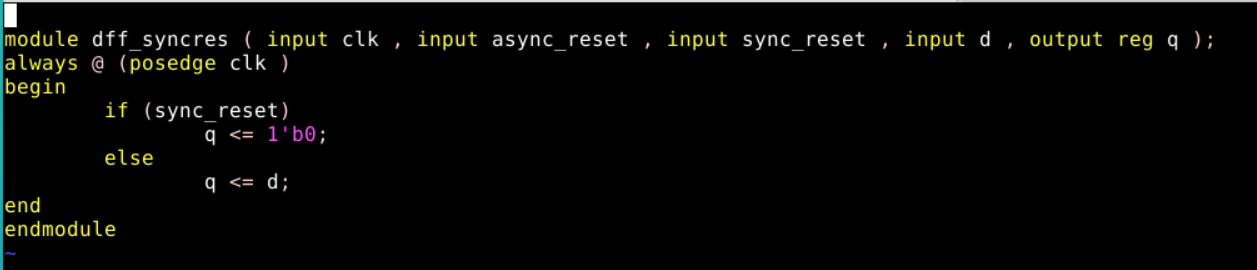 module dff_syncres ( input clk , input async_reset , input sync_reset , input d , output reg q );
always @ (posedge clk )
begin
        if (sync_reset)
                q <= 1'b0;
        else
                q <= d;
end
endmodule
~